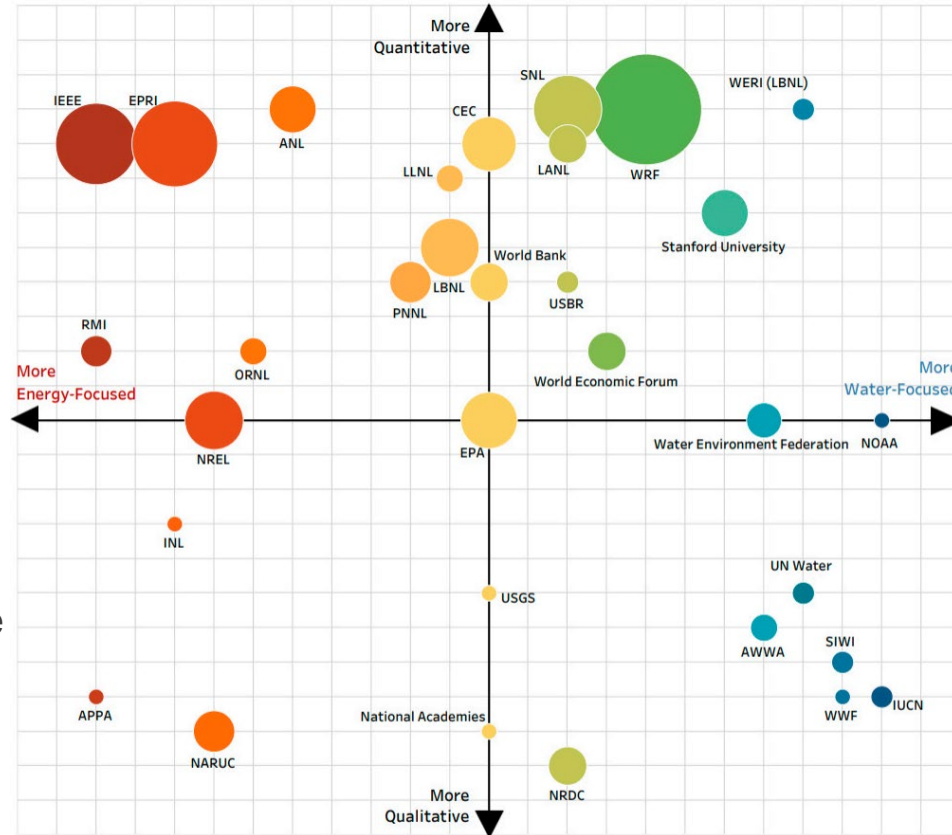 More
Quantitative
SNL
WERI (LBNL)
IEEE
EPRI
CEC
ANL
LANL
WRF
LLNL
Stanford University
World Bank
LBNL
USBR
PNNL
RMI
More
Energy-Focused
ORNL
World Economic Forum
More
Water-Focused
NREL
EPA
Water Environment Federation
NOAA
INL
UN Water
USGS
e
AWWA
SIWI
APPA
National Academies
WWF
IUCN
NARUC
NRDC
More
Qualitative